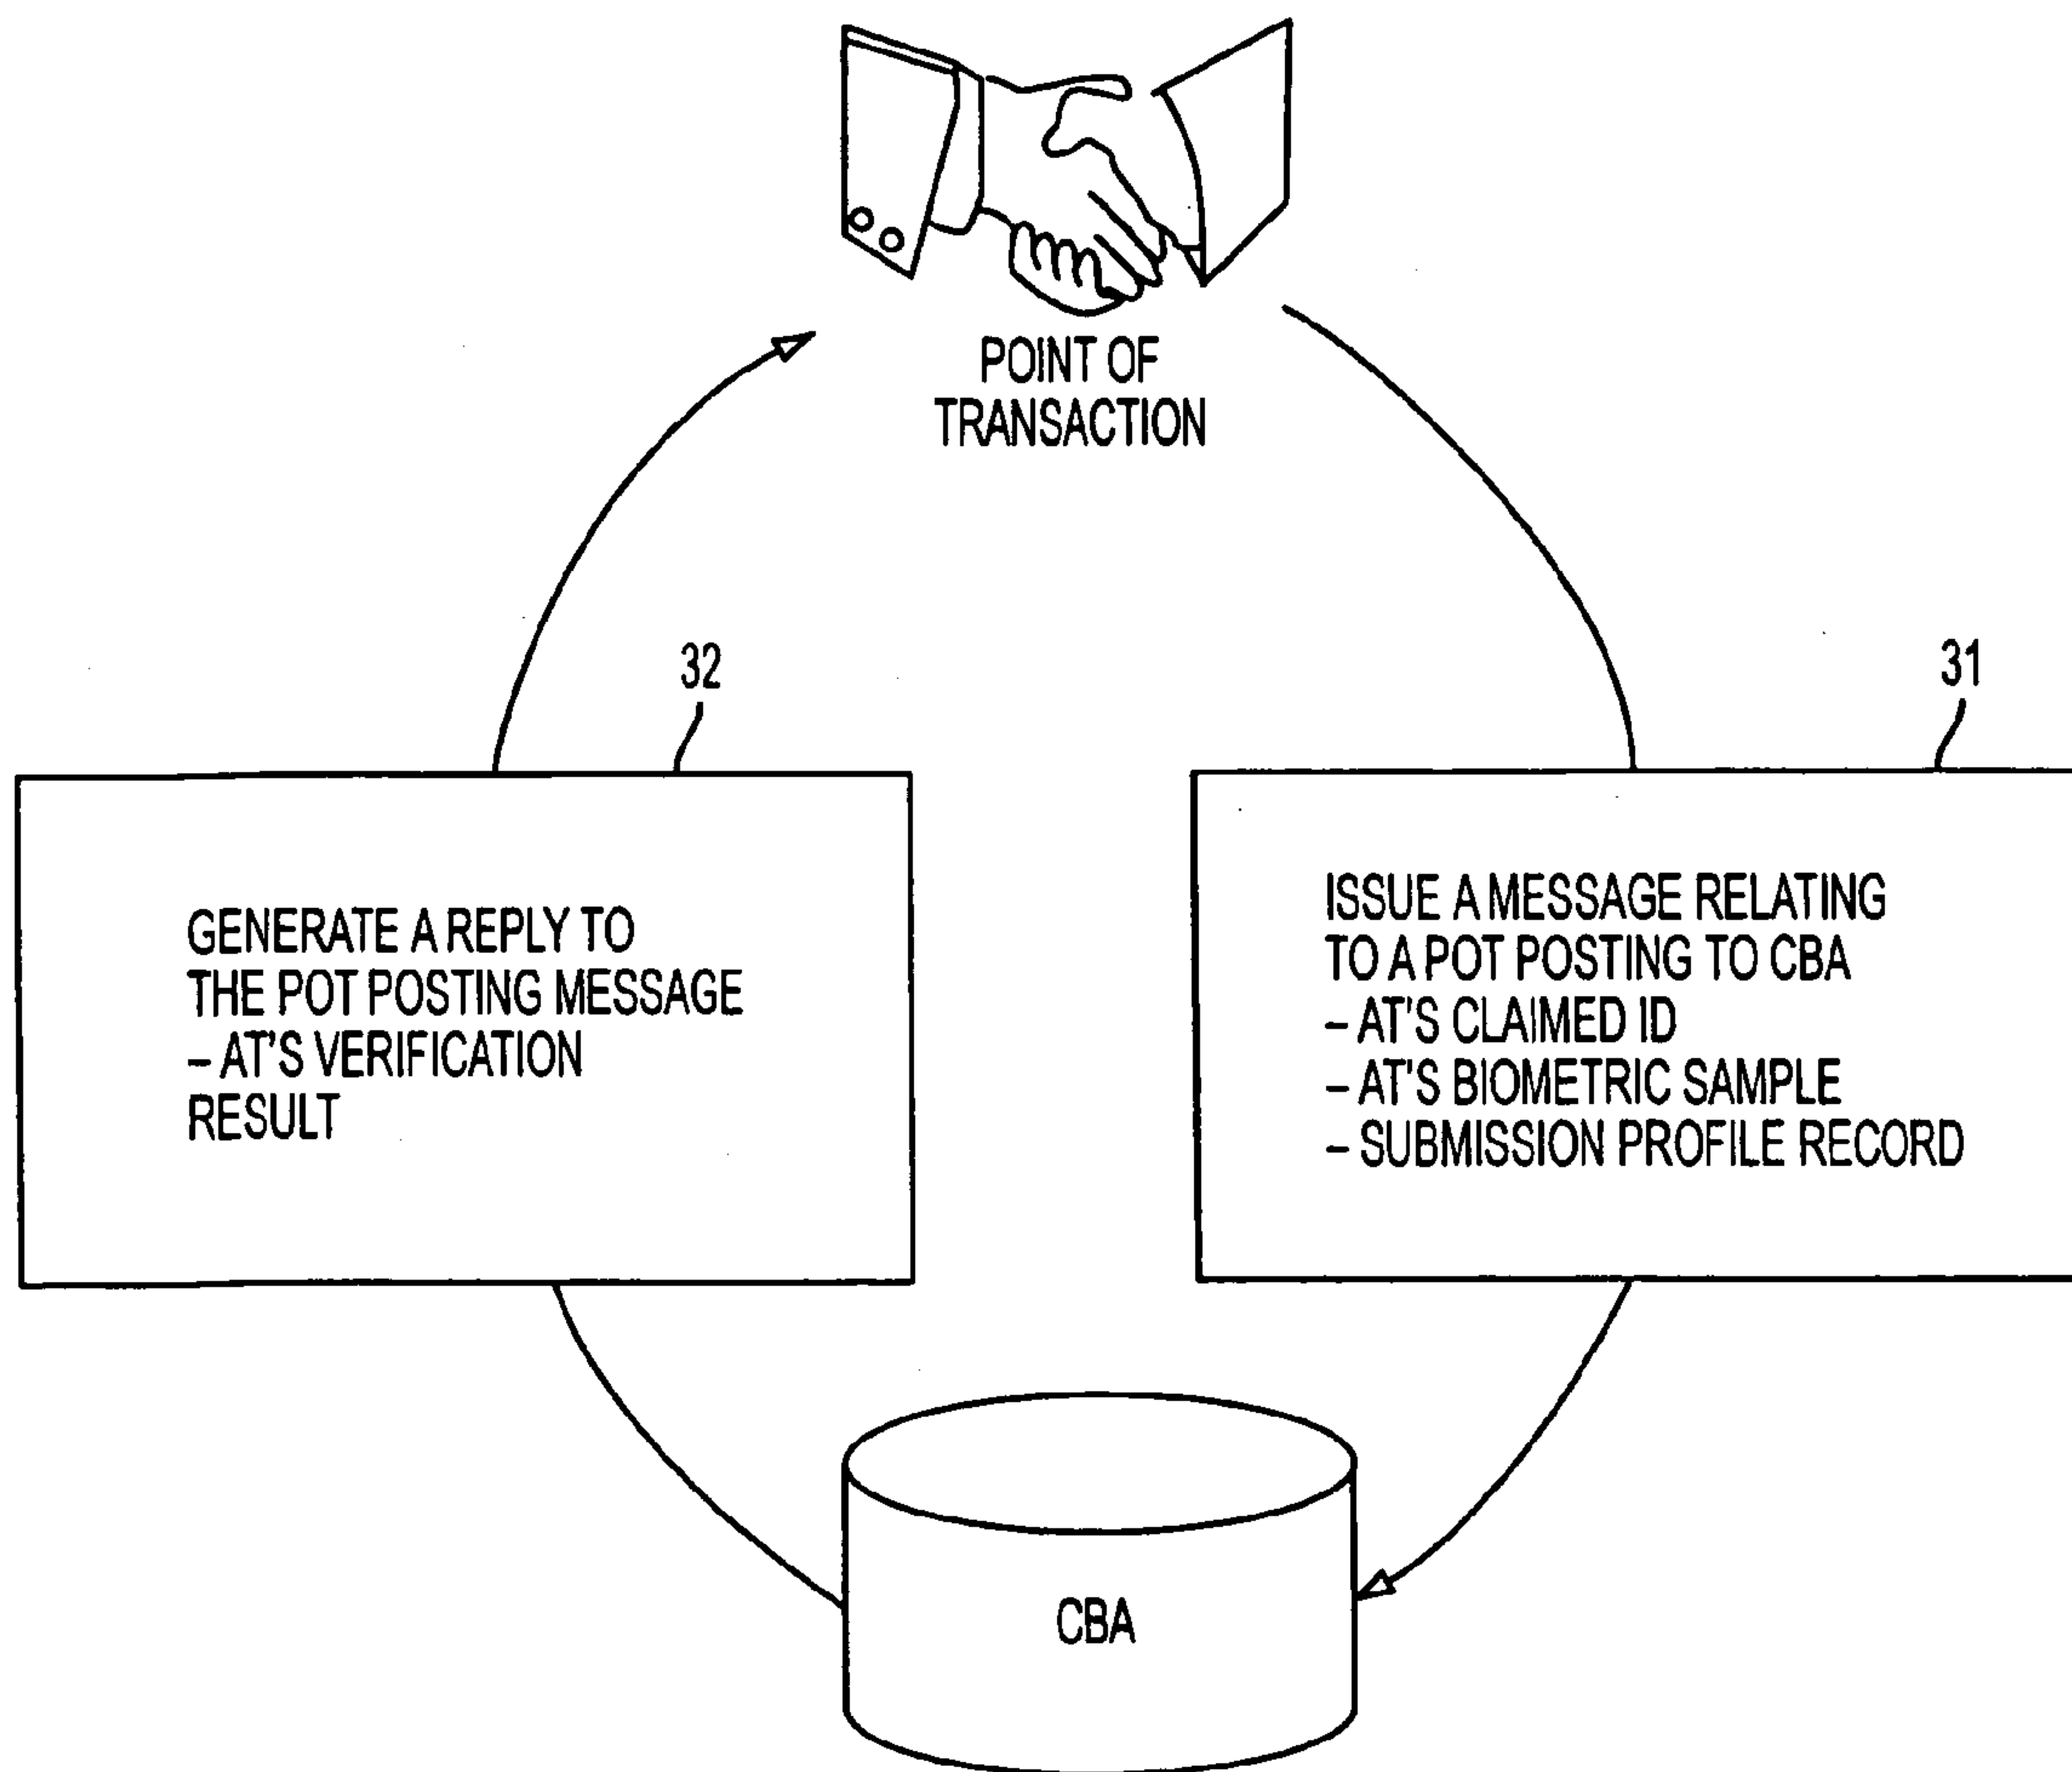 POINT OF
TRANSACTION
32
31
GENERATE A REPLY TO
THE POT POSTING MESSAGE
– AT'S VERIFICATION
RESULT
ISSUE A MESSAGE RELATING
TO A POT POSTING TO CBA
– AT'S CLAIMED ID
– AT'S BIOMETRIC SAMPLE
– SUBMISSION PROFILE RECORD
CBA